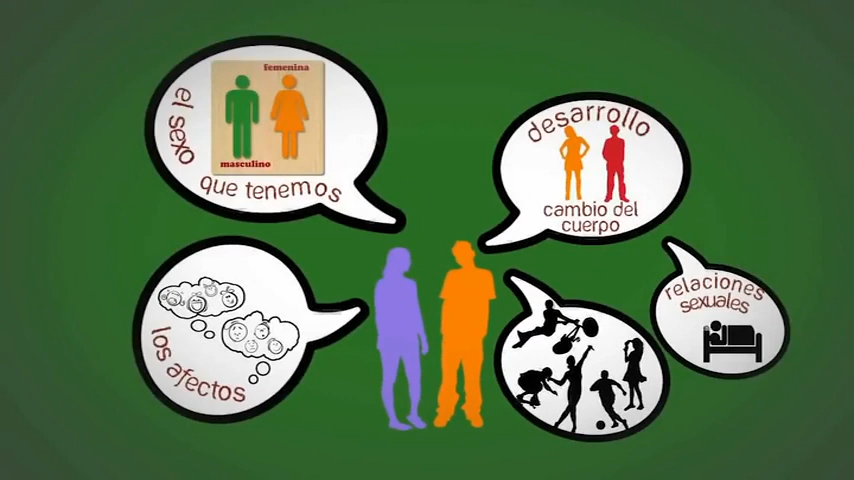 femenina
masculino
el sexo
que tenemos
desarrollo
cambio del
cuerpo
los afectos
relaciones
sexuales